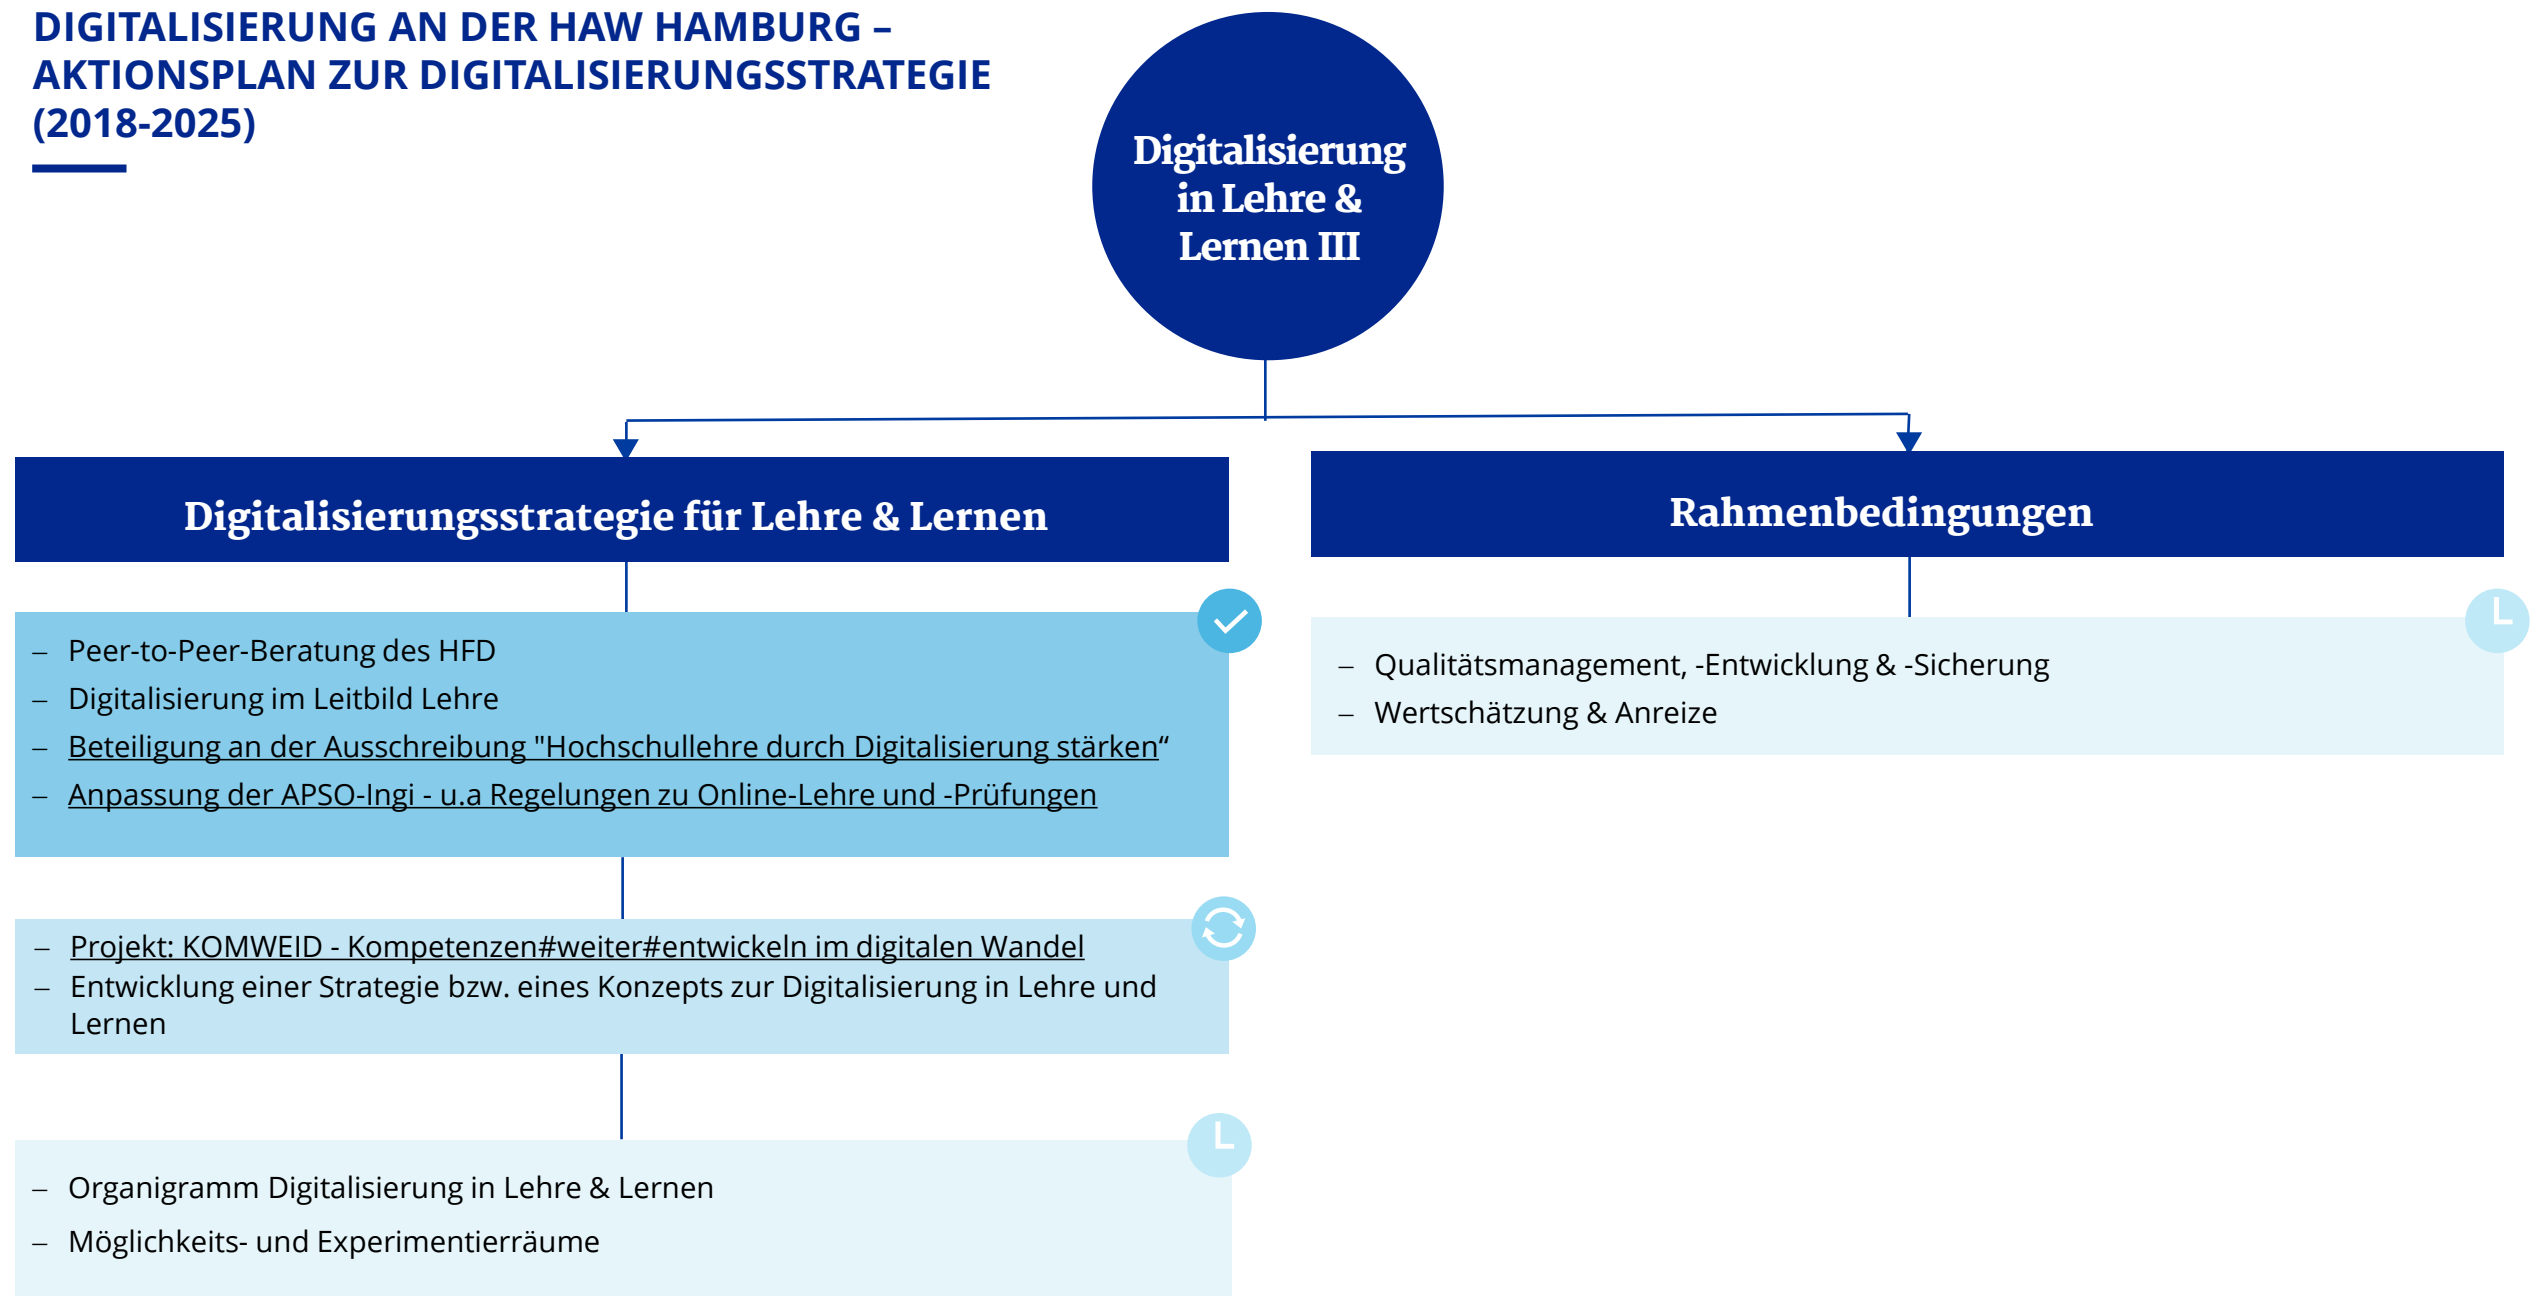 DIGITALISIERUNG AN DER HAW HAMBURG –
AKTIONSPLAN ZUR DIGITALISIERUNGSSTRATEGIE
(2018-2025)
Digitalisierung
in Lehre &
Lernen III
Digitalisierungsstrategie für Lehre & Lernen
– Peer-to-Peer-Beratung des HFD
– Digitalisierung im Leitbild Lehre
– Beteiligung an der Ausschreibung "Hochschullehre durch Digitalisierung stärken“
– Anpassung der APSO-Ingi - u.a Regelungen zu Online-Lehre und -Prüfungen
– Projekt: KOMWEID - Kompetenzen#weiter#entwickeln im digitalen Wandel
– Entwicklung einer Strategie bzw. eines Konzepts zur Digitalisierung in Lehre und
Lernen
– Organigramm Digitalisierung in Lehre & Lernen
– Möglichkeits- und Experimentierräume
Rahmenbedingungen
– Qualitätsmanagement, -Entwicklung & -Sicherung
– Wertschätzung & Anreize